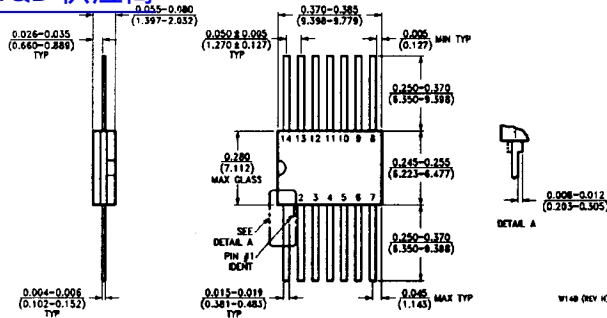 0.055-0.080
(1.397-2.032)
0.026-0.035
(0.660-0.889)
TYP
0.370-0.385
(9.398-9.779)
0.050±0.005
(1.270±0.127)
TYP
0.005
(0.127)
MIN TYP
0.250-0.370
(6.350-9.398)
14 13 12 11 10 9 8
0.280
(7.112)
MAX GLASS
0.245-0.255
(6.223-6.477)
2 3 4 5 6 7
0.008-0.012
(0.203-0.305)
DETAIL A
SEE
DETAIL A
PIN #1
IDENT
0.250-0.370
(6.350-9.398)
0.004-0.006
(0.102-0.152)
TYP
0.015-0.019
(0.381-0.483)
TYP
0.045
(1.143)
MAX TYP
W14B (REV H)